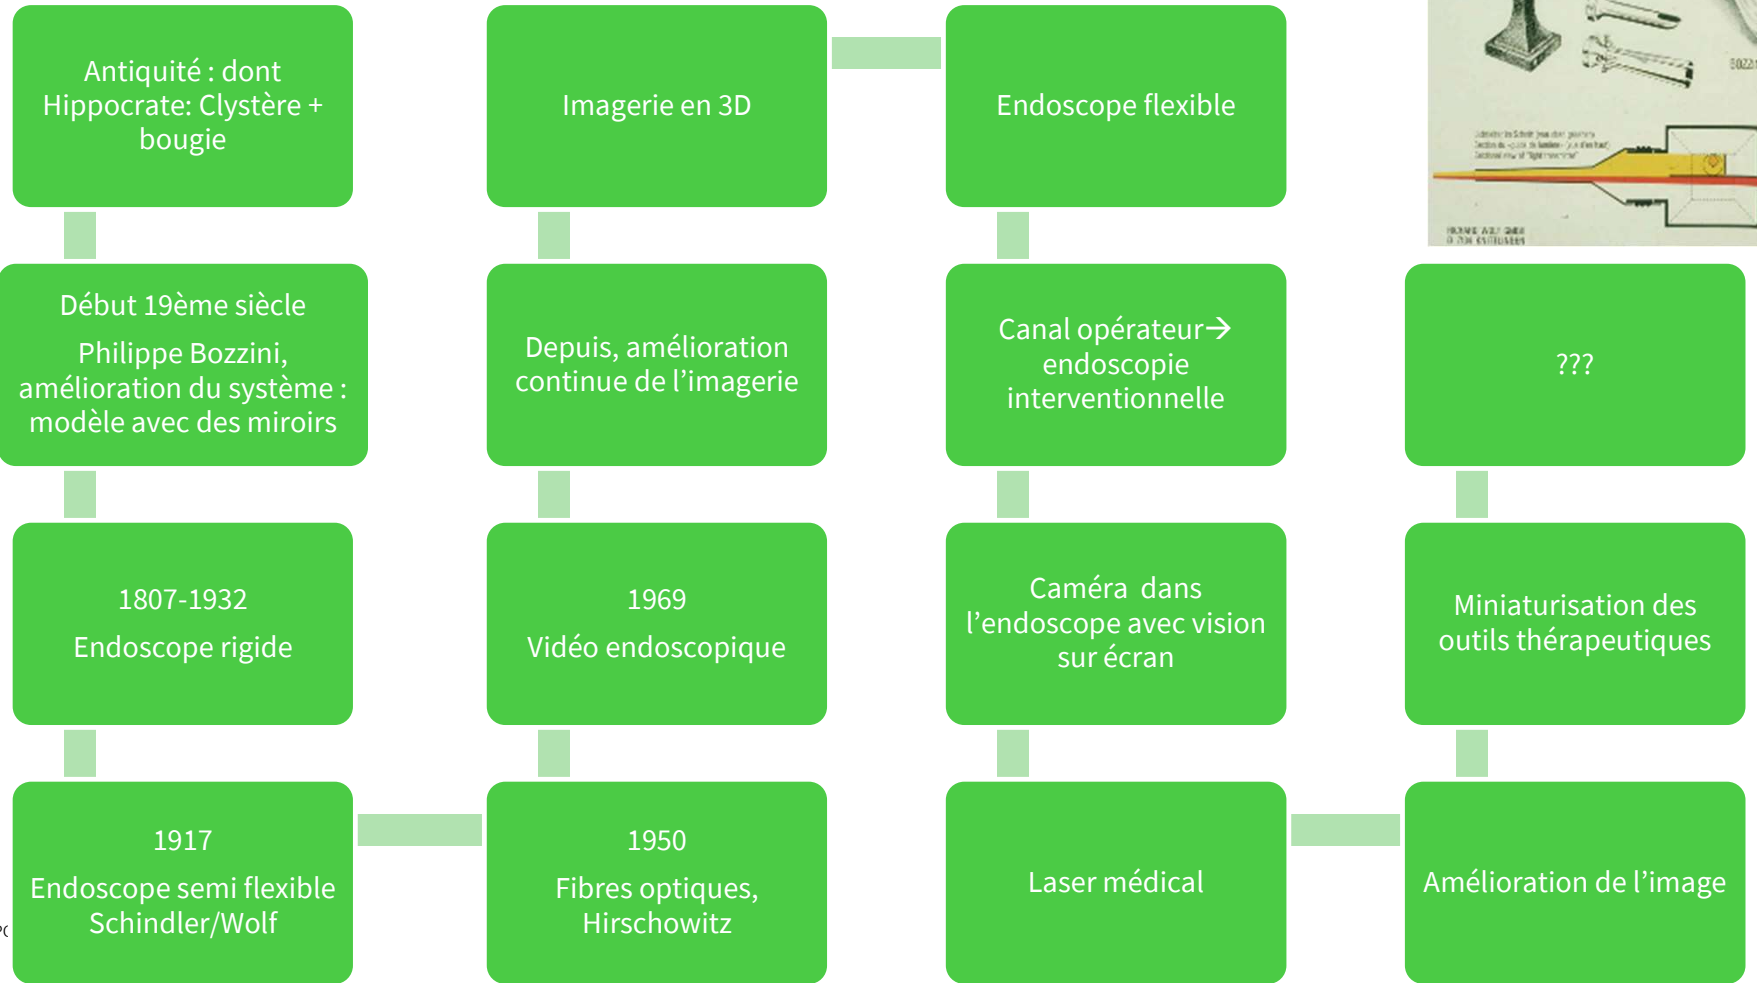 Antiquité : dont
Hippocrate: Clystère +
bougie
Début 19ème siècle
Philippe Bozzini,
amélioration du système :
modèle avec des miroirs
1807-1932
Endoscope rigide
1917
Endoscope semi flexible
Schindler/Wolf
1950
Fibres optiques,
Hirschowitz
1969
Vidéo endoscopique
Depuis, amélioration
continue de l’imagerie
Imagerie en 3D
Endoscope flexible
Canal opérateur→
endoscopie
interventionnelle
Caméra  dans
l’endoscope avec vision
sur écran
Laser médical
Amélioration de l’image
Miniaturisation des
outils thérapeutiques
???